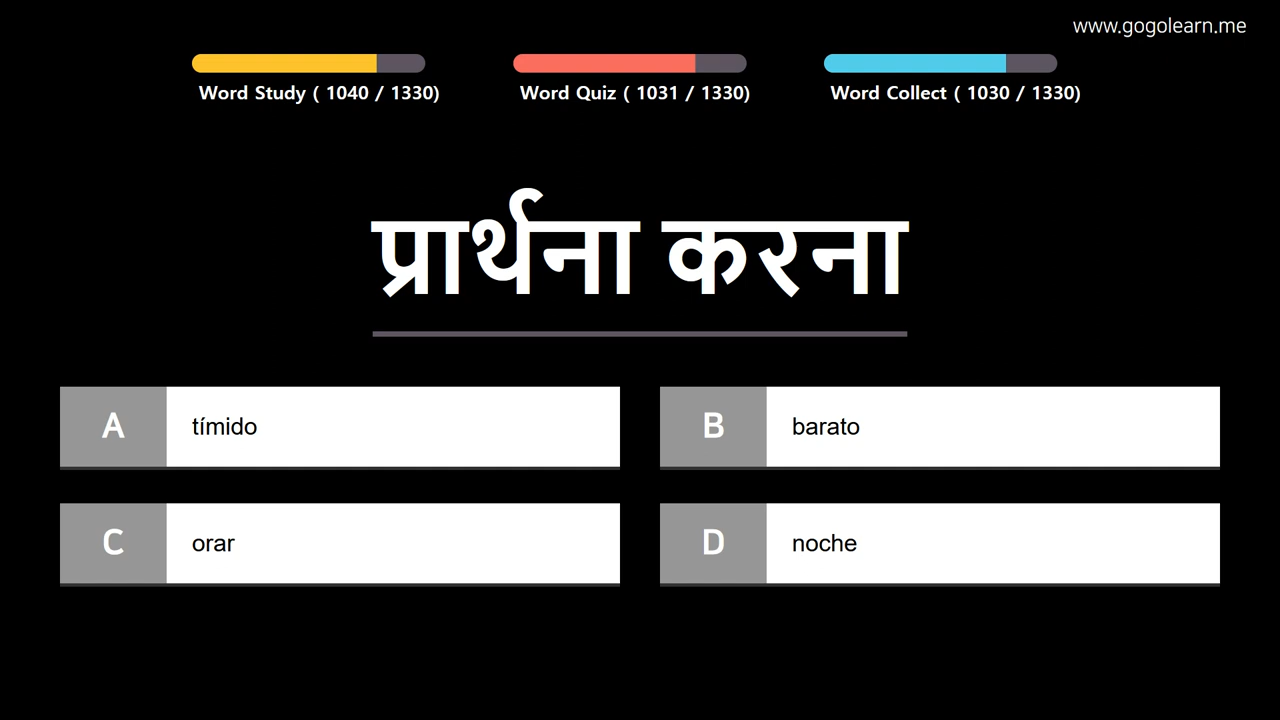 www.gogolearn.me
Word Study ( 1040 / 1330)
Word Quiz ( 1031 / 1330)
Word Collect ( 1030 / 1330)
प्रार्थना करना
A tímido
B barato
C orar
D noche